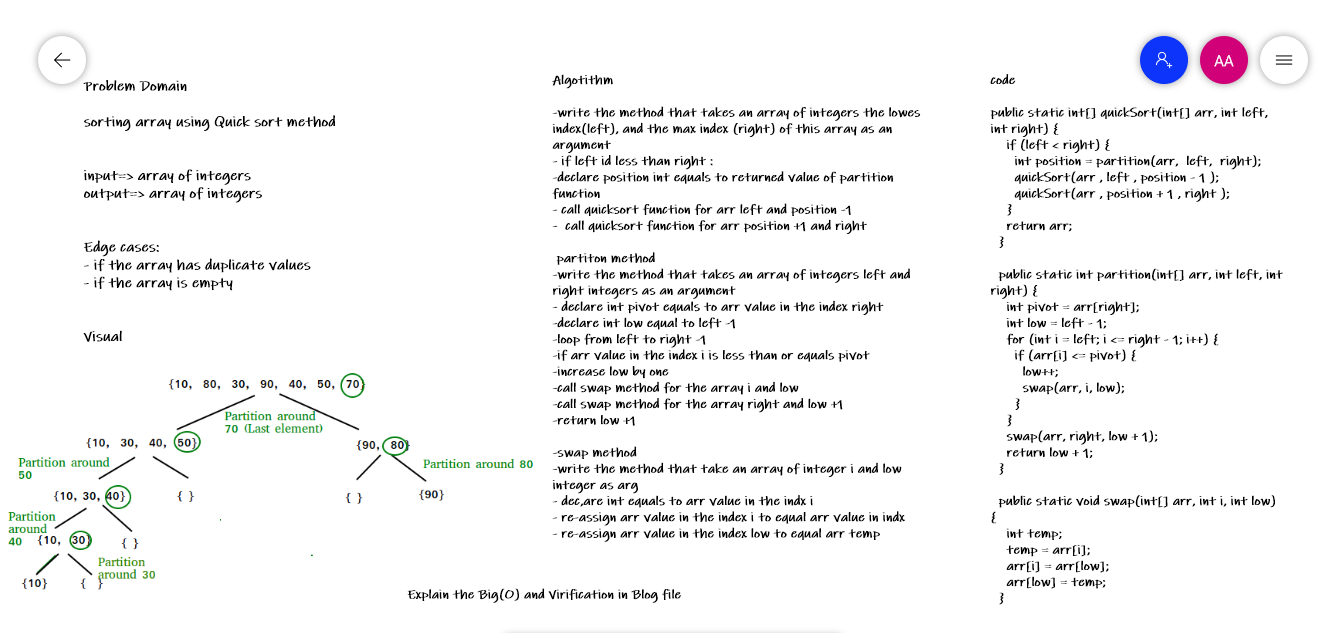 Problem Domain
sorting array using Quick sort method
input=> array of integers
output=> array of integers
Edge cases:
- if the array has duplicate values
- if the array is empty
Visual
{10, 80, 30, 90, 40, 50, 70}
Partition around
70 (Last element)
{10, 30, 40, 50}
{90, 80}
Partition around
50
Partition around 80
{10, 30, 40}
{ }
{ }
{90}
Partition
around
40
{10, 30}
{ }
Partition
around 30
{10}
{ }
Algotithm
-write the method that takes an array of integers the lowes
index(left), and the max index (right) of this array as an
argument
- if left id less than right :
-declare position int equals to returned value of partition
function
- call quicksort function for arr left and position -1
- call quicksort function for arr position +1 and right
partiton method
-write the method that takes an array of integers left and
right integers as an argument
- declare int pivot equals to arr value in the index right
-declare int low equal to left -1
-loop from left to right -1
-if arr value in the index i is less than or equals pivot
-increase low by one
-call swap method for the array i and low
-call swap method for the array right and low +1
-return low +1
-swap method
-write the method that take an array of integer i and low
integer as arg
- dec,are int equals to arr value in the indx i
- re-assign arr value in the index i to equal arr value in indx
- re-assign arr value in the index low to equal arr temp
Explain the Big(O) and Virification in Blog file
AA
code
public static int[] quickSort(int[] arr, int left,
int right) {
if (left < right) {
int position = partition(arr, left, right);
quickSort(arr , left , position - 1 );
quickSort(arr , position + 1 , right );
}
return arr;
}
public static int partition(int[] arr, int left, int
right) {
int pivot = arr[right];
int low = left - 1;
for (int i = left; i <= right - 1; i++) {
if (arr[i] <= pivot) {
low++;
swap(arr, i, low);
}
}
swap(arr, right, low + 1);
return low + 1;
}
public static void swap(int[] arr, int i, int low)
{
int temp;
temp = arr[i];
arr[i] = arr[low];
arr[low] = temp;
}